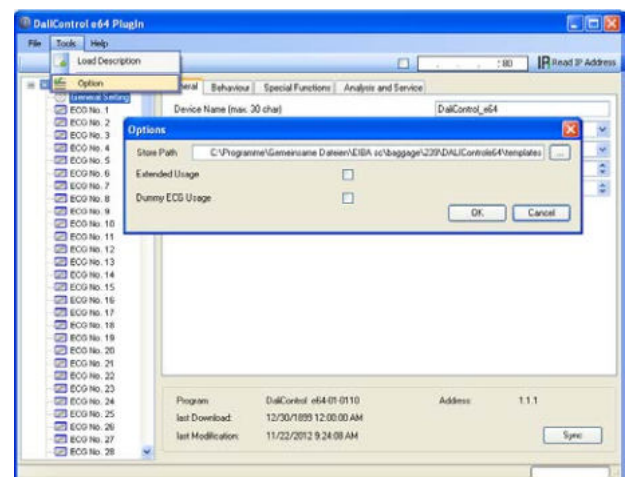 DaliControl e64 PlugIn
File Tools Help
Load Description
Option
:80 Read IP Address
General Setting
eral Behaviour Special Functions Analysis and Service
Device Name (max. 30 char) DaliControl_e64
ECG No. 1
ECG No. 2
ECG No. 3
ECG No. 4
ECG No. 5
ECG No. 6
ECG No. 7
ECG No. 8
ECG No. 9
ECG No. 10
ECG No. 11
ECG No. 12
ECG No. 13
ECG No. 14
ECG No. 15
ECG No. 16
ECG No. 17
ECG No. 18
ECG No. 19
ECG No. 20
ECG No. 21
ECG No. 22
ECG No. 23
ECG No. 24
ECG No. 25
ECG No. 26
ECG No. 27
ECG No. 28
Options
Store Path C:\Programme\Gemeinsame Dateien\EIBA sc\baggage\239\DALIControle64\templates ...
Extended Usage
Dummy ECG Usage
OK Cancel
Program DaliControl e64-01-0110 Address 1.1.1
last Download: 12/30/1899 12:00:00 AM
last Modification: 11/22/2012 9:24:08 AM
Sync